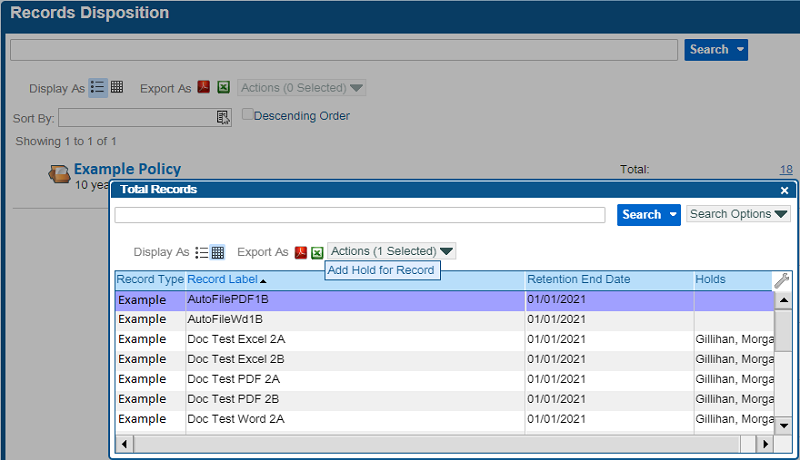 Records Disposition
Search
Display As Export As Actions (0 Selected)
Sort By: Descending Order
Showing 1 to 1 of 1
Example Policy Total: 18
10 yea
Total Records
Search Search Options
Display As Export As Actions (1 Selected)
Add Hold for Record
Record Type Record Label Retention End Date Holds
Example AutoFilePDF1B 01/01/2021
Example AutoFileWd1B 01/01/2021
Example Doc Test Excel 2A 01/01/2021 Gillihan, Morga
Example Doc Test Excel 2B 01/01/2021 Gillihan, Morga
Example Doc Test PDF 2A 01/01/2021 Gillihan, Morga
Example Doc Test PDF 2B 01/01/2021 Gillihan, Morga
Example Doc Test Word 2A 01/01/2021 Gillihan, Morga